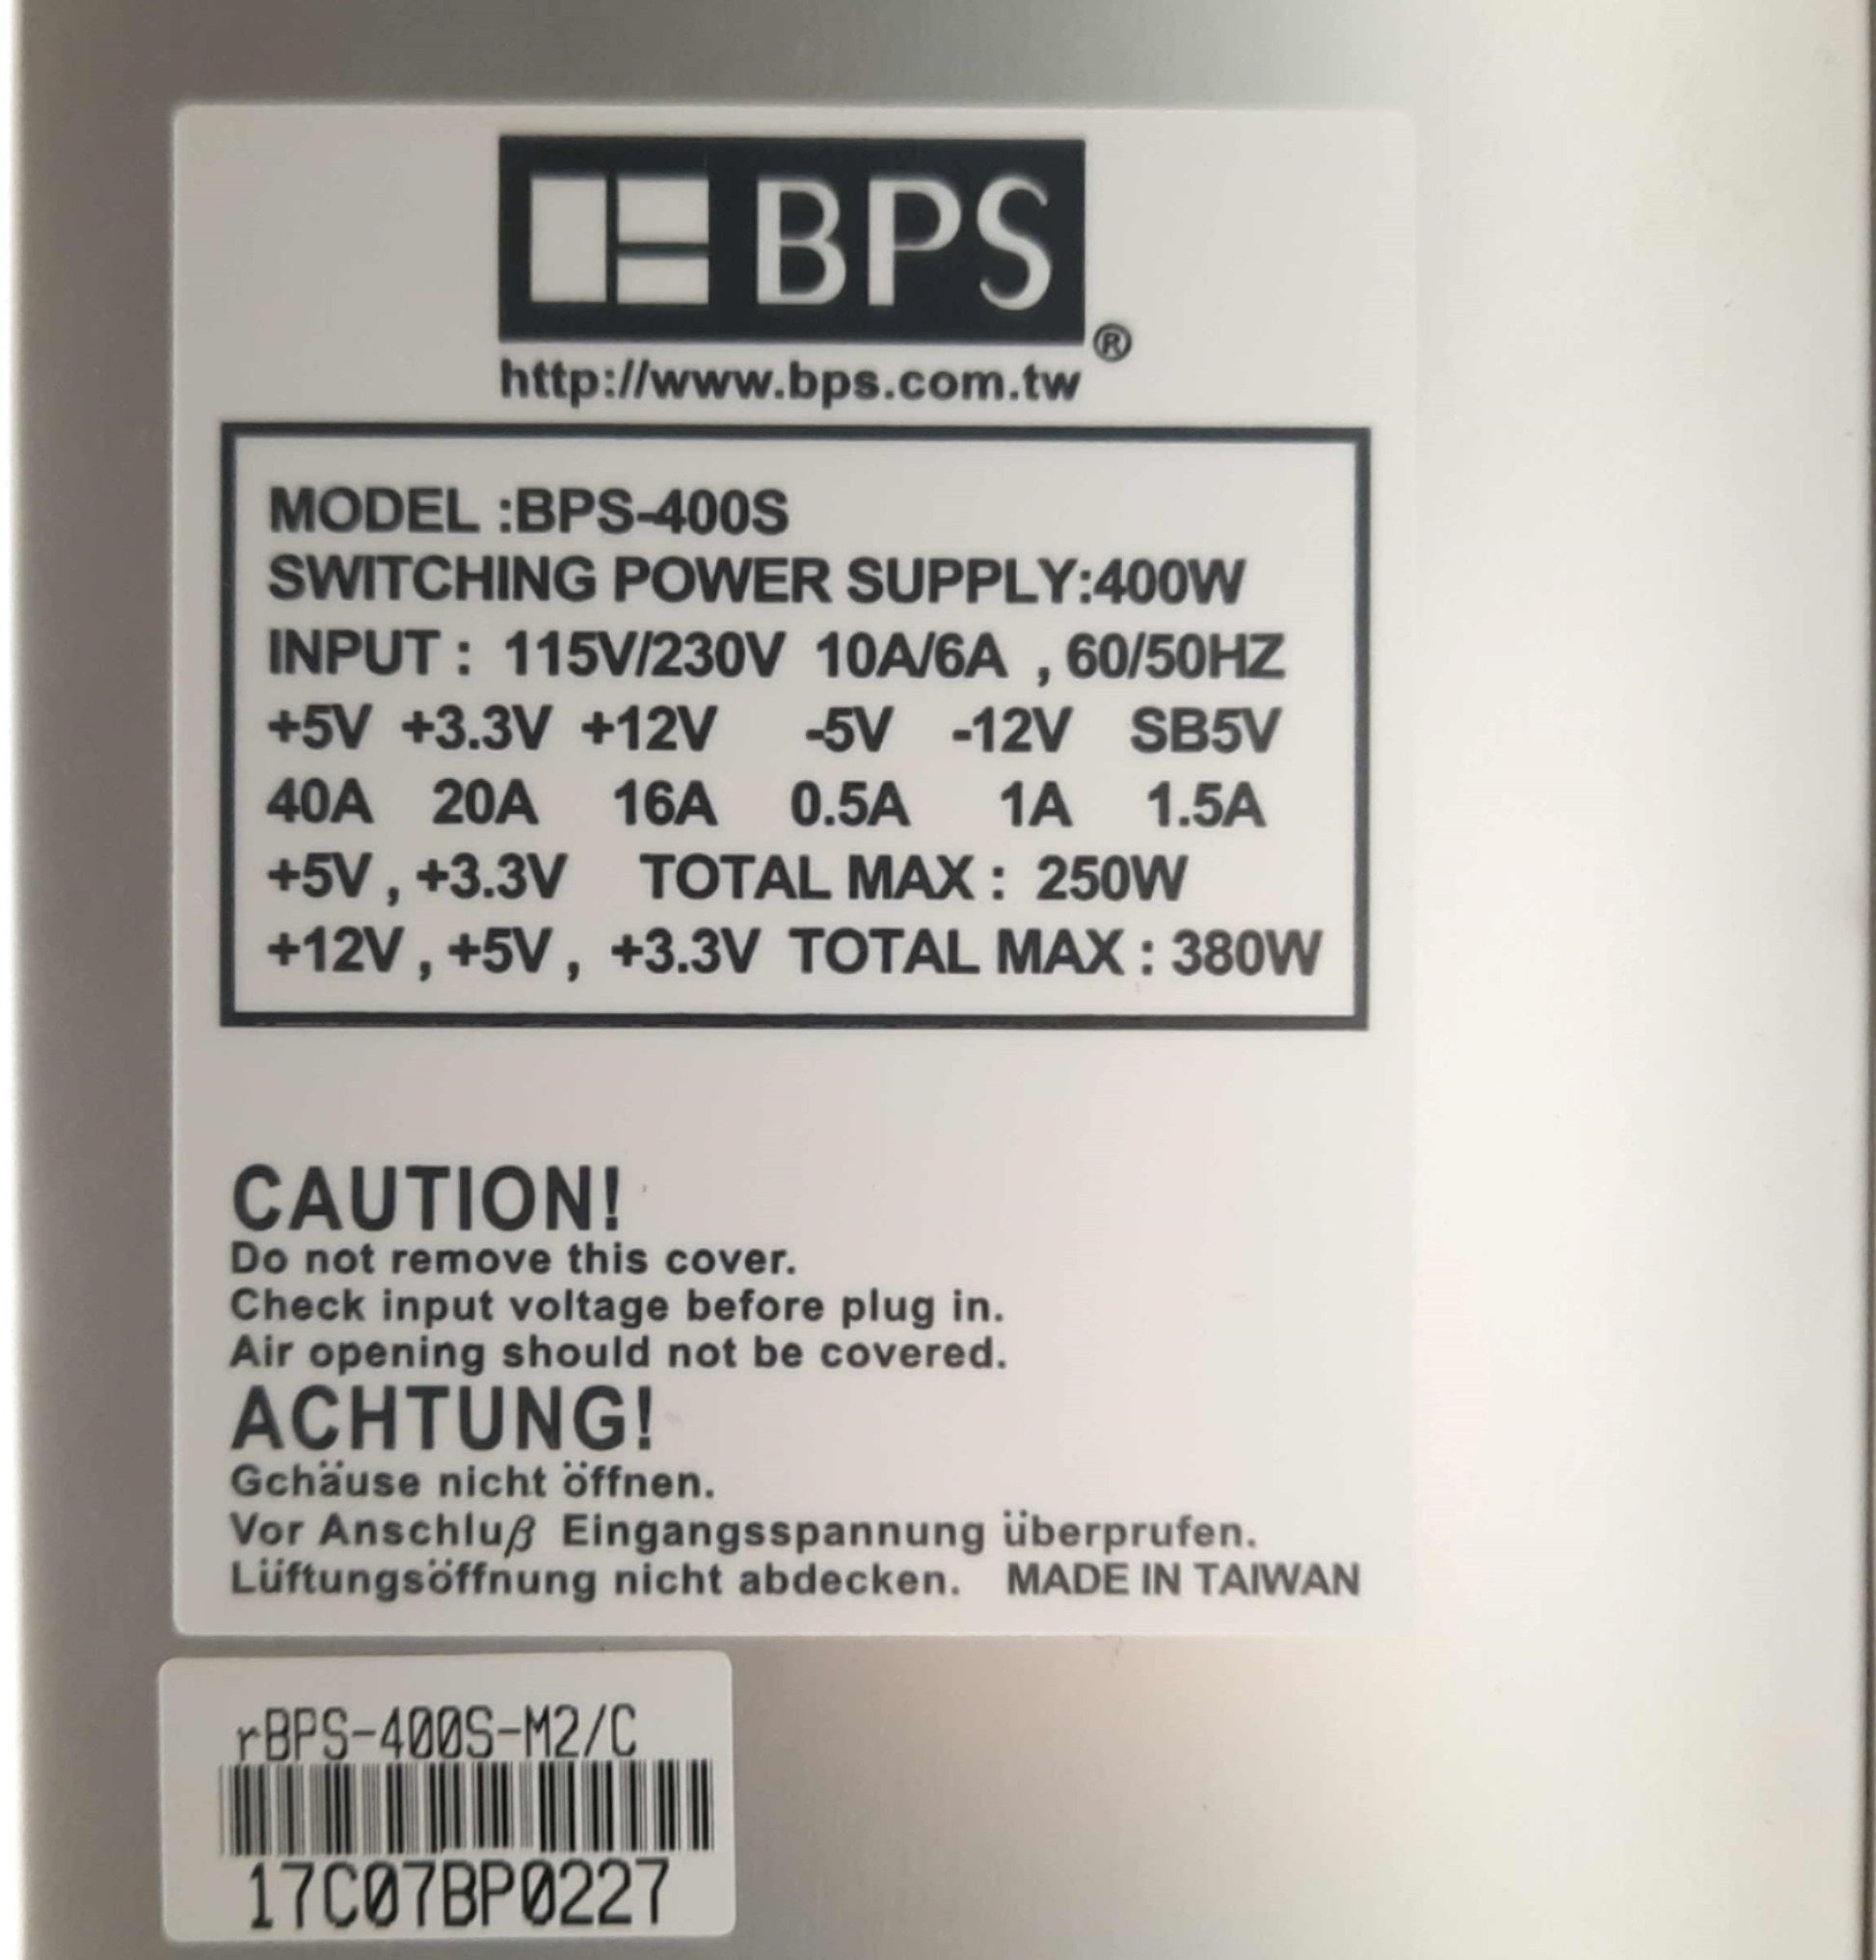 BPS
®
http://www.bps.com.tw
MODEL :BPS-400S
SWITCHING POWER SUPPLY:400W
INPUT : 115V/230V 10A/6A , 60/50HZ
+5V +3.3V +12V -5V -12V SB5V
40A 20A 16A 0.5A 1A 1.5A
+5V , +3.3V TOTAL MAX : 250W
+12V , +5V , +3.3V TOTAL MAX : 380W
CAUTION!
Do not remove this cover.
Check input voltage before plug in.
Air opening should not be covered.
ACHTUNG!
Gchäuse nicht öffnen.
Vor Anschluß Eingangsspannung überprufen.
Lüftungsöffnung nicht abdecken. MADE IN TAIWAN
rBPS-400S-M2/C
17C07BP0227